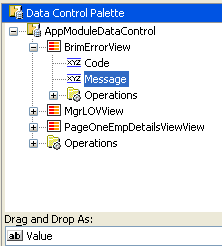 Data Control Palette
AppModuleDataControl
BrimErrorView
XYZ Code
XYZ Message
Operations
MgrLOVView
PageOneEmpDetailsViewView
Operations
Drag and Drop As:
ab Value